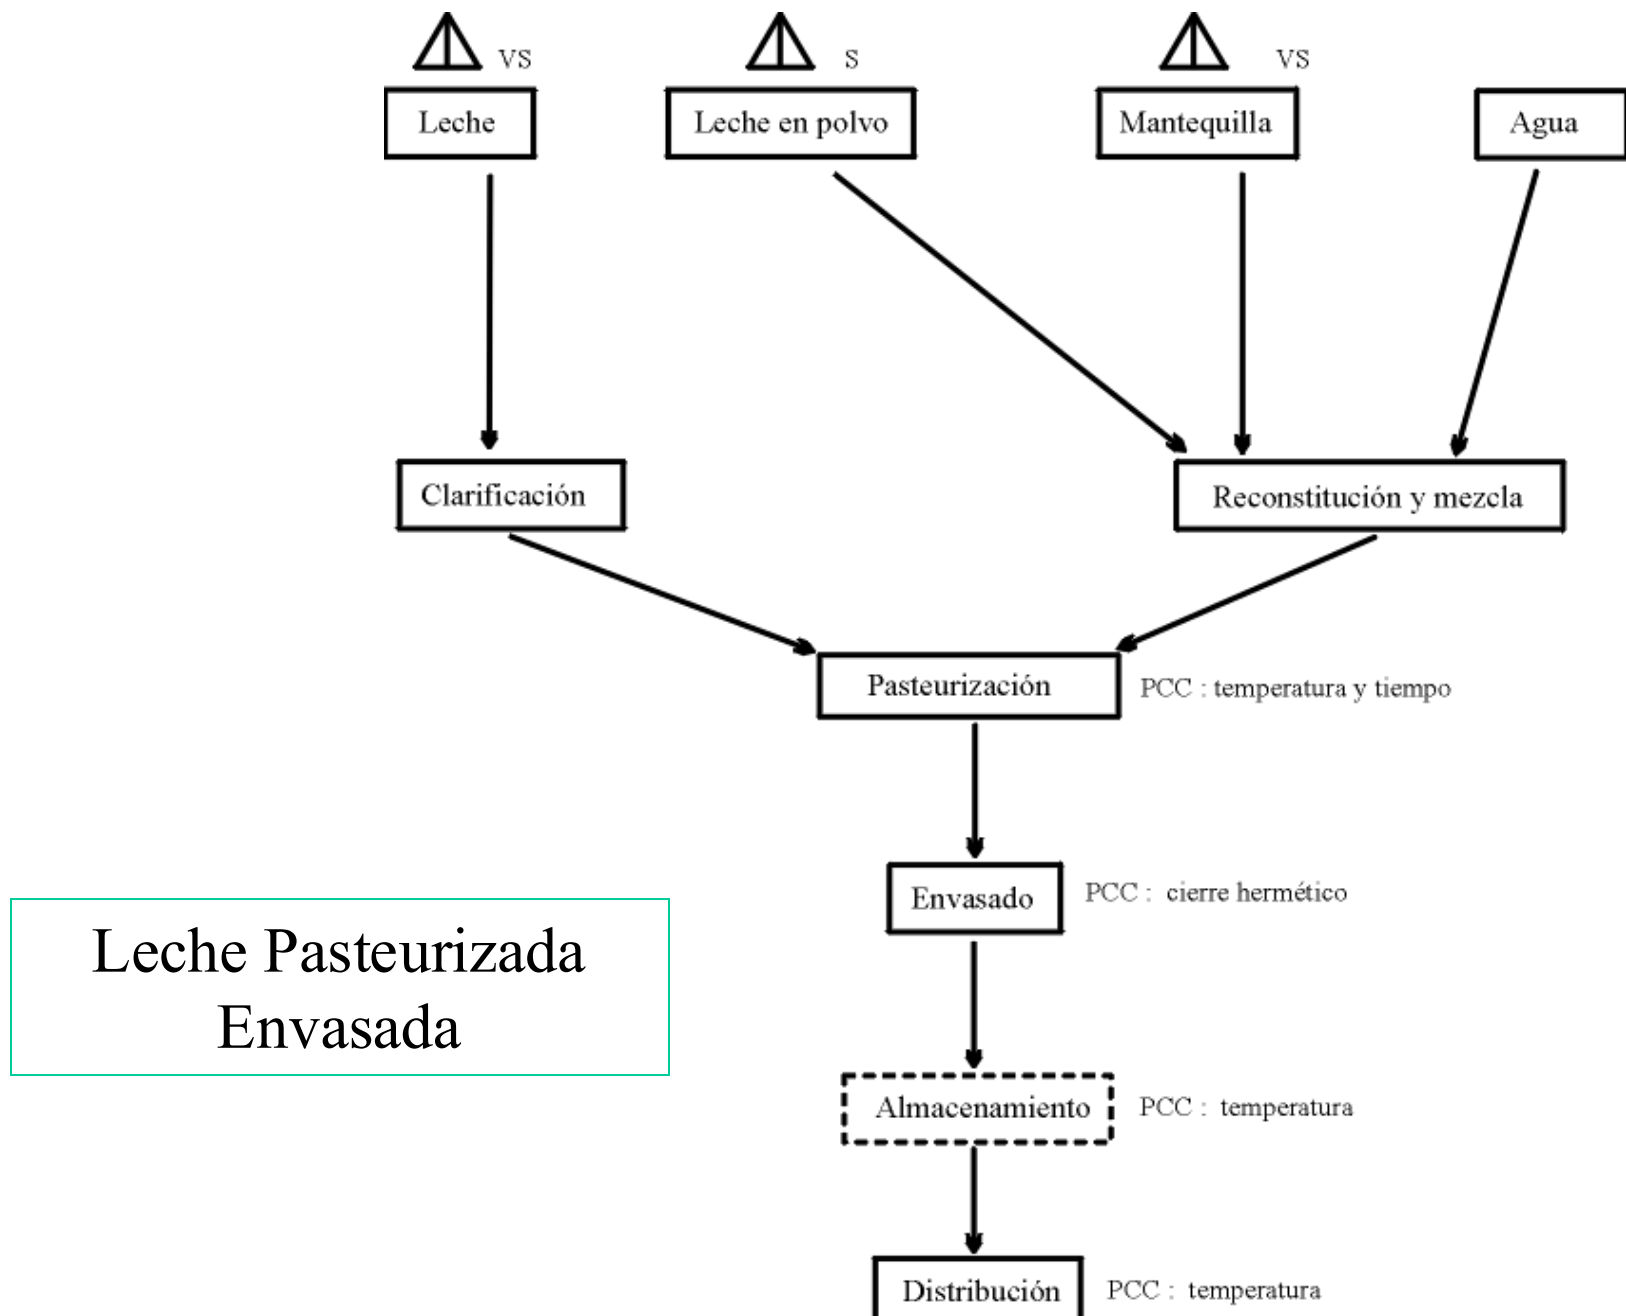 VS
S
VS
Leche
Leche en polvo
Mantequilla
Agua
Clarificación
Reconstitución y mezcla
Pasteurización
PCC : temperatura y tiempo
Envasado
PCC : cierre hermético
Leche Pasteurizada
Envasada
Almacenamiento
PCC : temperatura
Distribución
PCC : temperatura